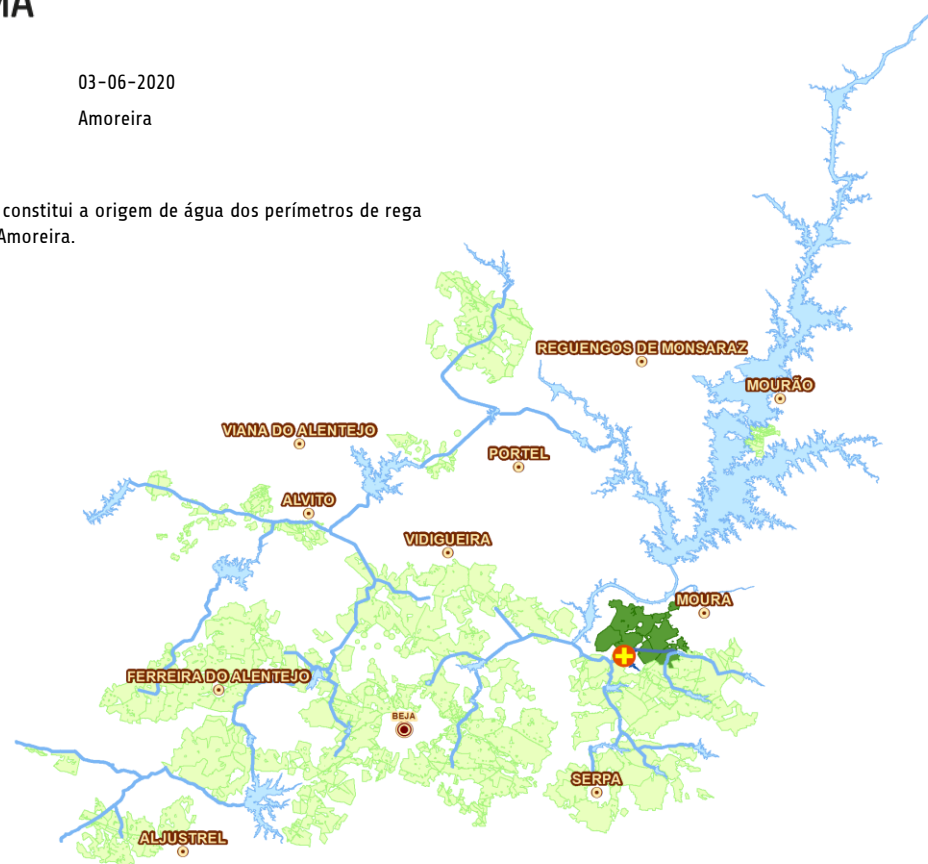 MA
03-06-2020
Amoreira
constitui a origem de água dos perímetros de rega
Amoreira.
REGUENGOS DE MONSARAZ
MOURÃO
VIANA DO ALENTEJO
PORTEL
ALVITO
VIDIGUEIRA
MOURA
FERREIRA DO ALENTEJO
BEJA
SERPA
ALJUSTREL